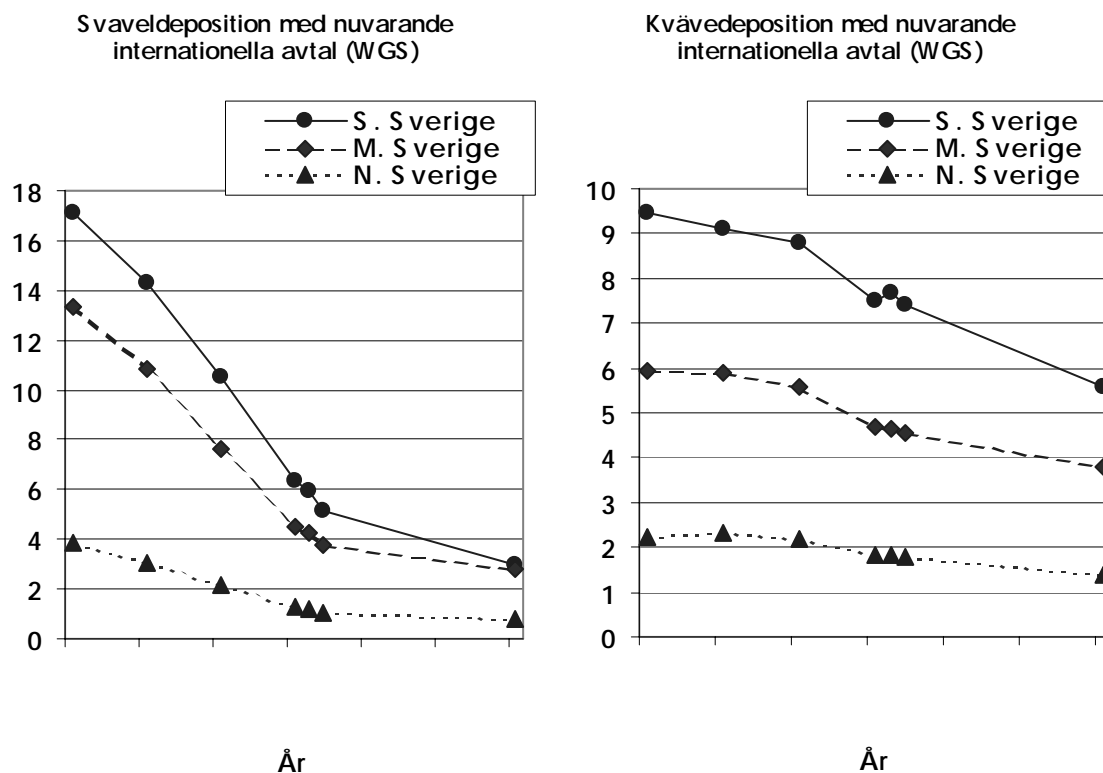 Svaveldeposition med nuvarande
internationella avtal (WGS)
S. Sverige
M. Sverige
N. Sverige
18
16
14
12
10
8
6
4
2
0
År
Kvävedeposition med nuvarande
internationella avtal (WGS)
S. Sverige
M. Sverige
N. Sverige
10
9
8
7
6
5
4
3
2
1
0
År